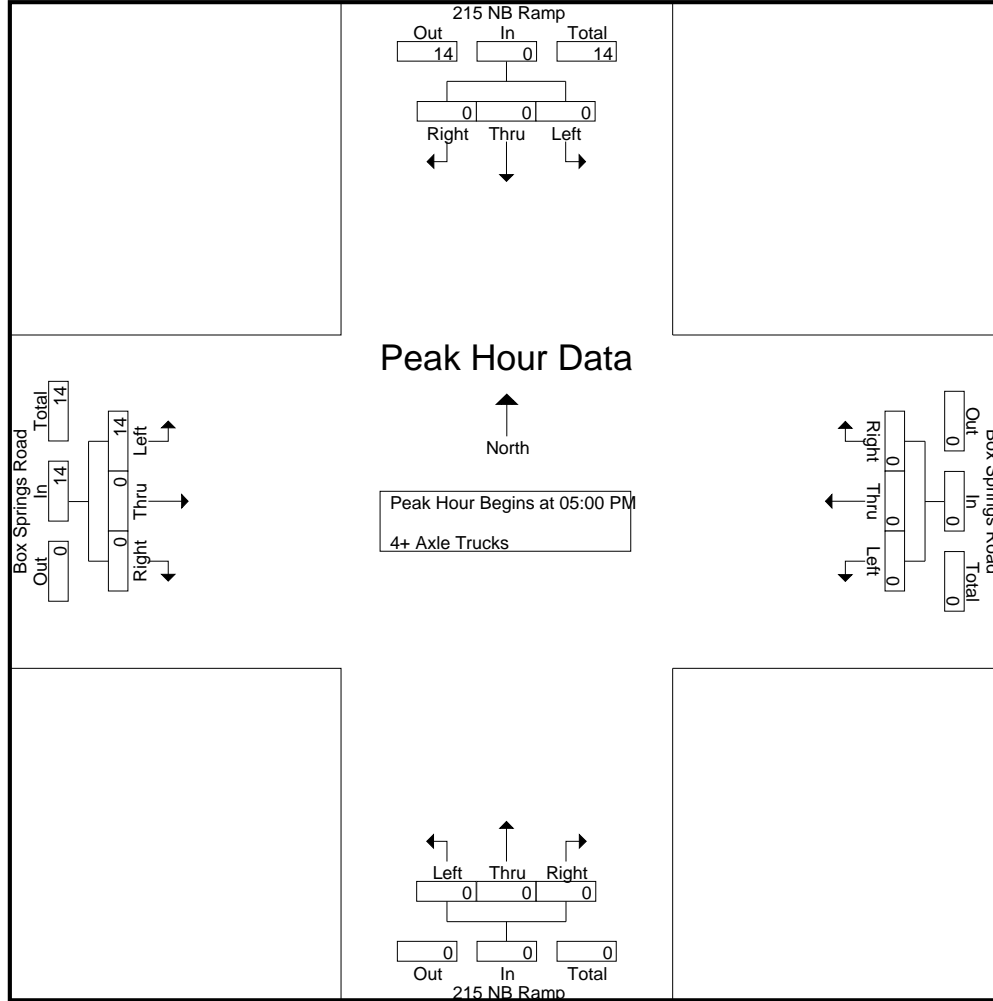 215 NB Ramp
Out In Total
14 0 14
0 0 0
Right Thru Left
Peak Hour Data
North
Peak Hour Begins at 05:00 PM
4+ Axle Trucks
Box Springs Road
Out In Total
0 14 14
Right Thru Left
0 0 14
Box Springs Road
Out In Total
0 0 0
Right Thru Left
0 0 0
Left Thru Right
0 0 0
0 0 0
Out In Total
215 NB Ramp